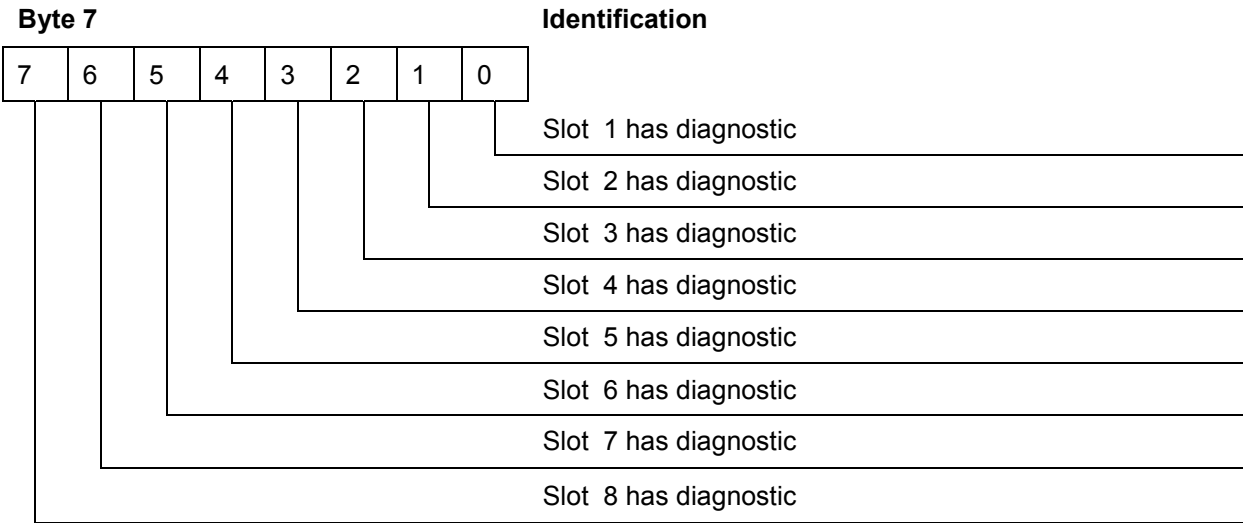 Byte 7 Identification
7 6 5 4 3 2 1 0
Slot 1 has diagnostic
Slot 2 has diagnostic
Slot 3 has diagnostic
Slot 4 has diagnostic
Slot 5 has diagnostic
Slot 6 has diagnostic
Slot 7 has diagnostic
Slot 8 has diagnostic